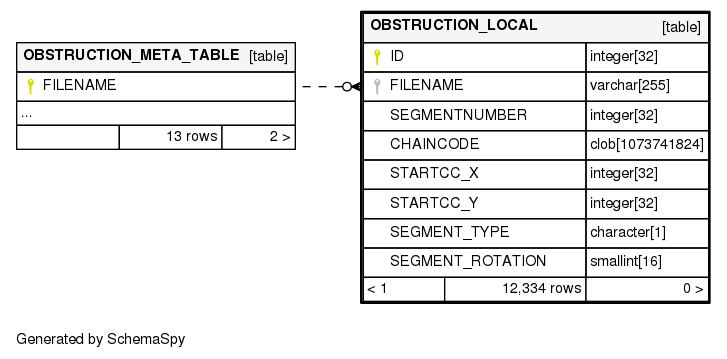 OBSTRUCTION_META_TABLE [table]
FILENAME
...
13 rows 2 >
OBSTRUCTION_LOCAL [table]
ID integer[32]
FILENAME varchar[255]
SEGMENTNUMBER integer[32]
CHAINCODE clob[1073741824]
STARTCC_X integer[32]
STARTCC_Y integer[32]
SEGMENT_TYPE character[1]
SEGMENT_ROTATION smallint[16]
< 1 12,334 rows 0 >
Generated by SchemaSpy